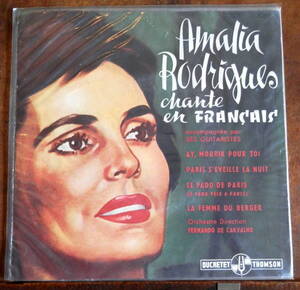 Amalia
Rodrigues
chante
en FRANÇAIS
accompagnée par
SES GUITARISTES
AY, MOURIR POUR TOI
PARIS S'EVEILLE LA NUIT
LE FADO DE PARIS
LA FEMME DU BERGER
Orchestre Direction
FERNANDO DE CARVALHO
DUCRETET THOMSON